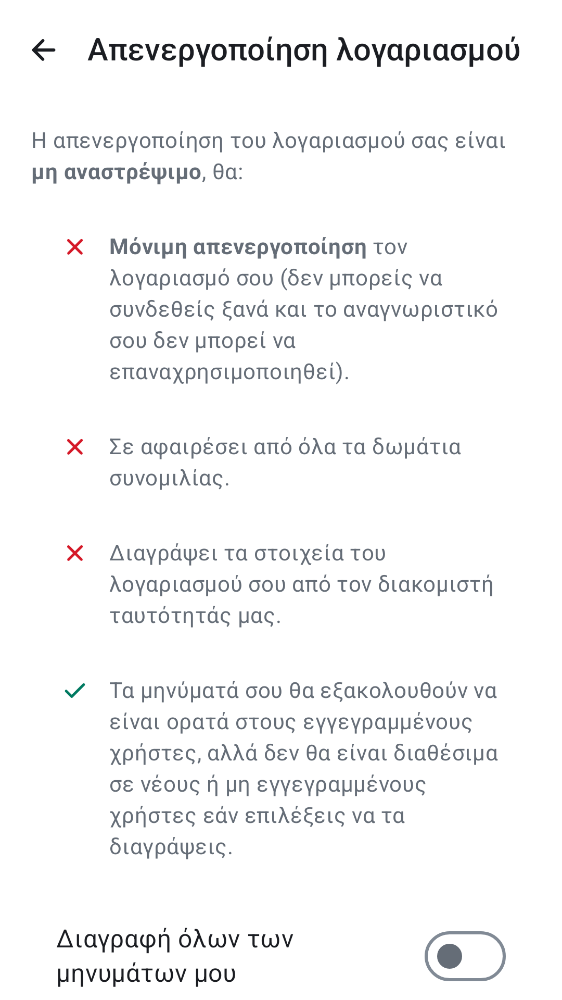 Απενεργοποίηση λογαριασμού
Η απενεργοποίηση του λογαριασμού σας είναι
μη αναστρέψιμο, θα:
Μόνιμη απενεργοποίηση τον
λογαριασμό σου (δεν μπορείς να
συνδεθείς ξανά και το αναγνωριστικό
σου δεν μπορεί να
επαναχρησιμοποιηθεί).
Σε αφαιρέσει από όλα τα δωμάτια
συνομιλίας.
Διαγράψει τα στοιχεία του
λογαριασμού σου από τον διακομιστή
ταυτότητάς μας.
Τα μηνύματά σου θα εξακολουθούν να
είναι ορατά στους εγγεγραμμένους
χρήστες, αλλά δεν θα είναι διαθέσιμα
σε νέους ή μη εγγεγραμμένους
χρήστες εάν επιλέξεις να τα
διαγράψεις.
Διαγραφή όλων των
μηνυμάτων μου